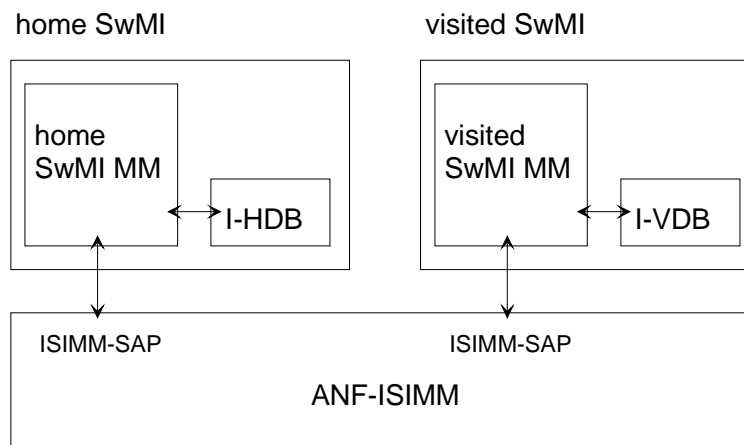 home SwMI
visited SwMI
home
SwMI MM
I-HDB
visited
SwMI MM
I-VDB
ISIMM-SAP
ISIMM-SAP
ANF-ISIMM